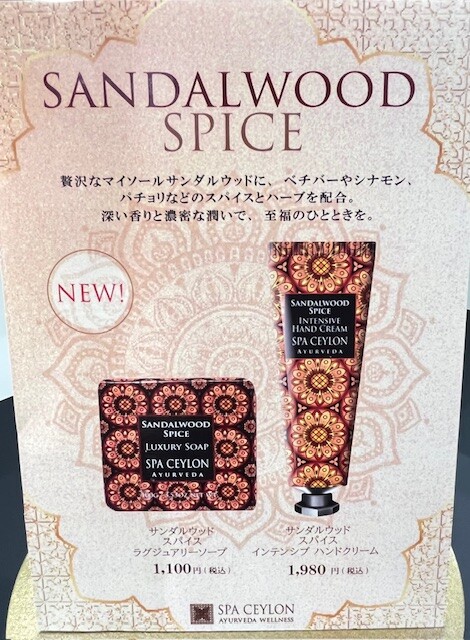 SANDALWOOD
SPICE
贅沢なマイソールサンダルウッドに、ベチバーやシナモン、
パチョリなどのスパイスとハーブを配合。
深い香りと濃密な潤いで、至福のひとときを。
NEW!
SANDALWOOD
SPICE
INTENSIVE
HAND CREAM
SPA CEYLON
AYURVEDA
SANDALWOOD
SPICE
LUXURY SOAP
SPA CEYLON
AYURVEDA
サンダルウッド
スパイス
ラグジュアリーソープ
1,100円(税込)
サンダルウッド
スパイス
インテンシブ ハンドクリーム
1,980円(税込)
SPA CEYLON
AYURVEDA WELLNESS